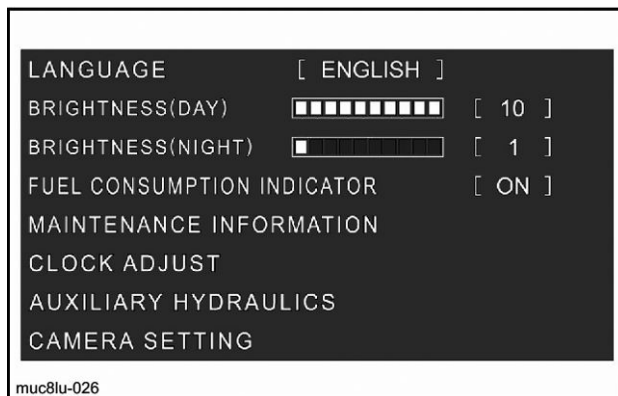 LANGUAGE [ ENGLISH ]
BRIGHTNESS(DAY) [ 10 ]
BRIGHTNESS(NIGHT) [ 1 ]
FUEL CONSUMPTION INDICATOR [ ON ]
MAINTENANCE INFORMATION
CLOCK ADJUST
AUXILIARY HYDRAULICS
CAMERA SETTING
muc8lu-026